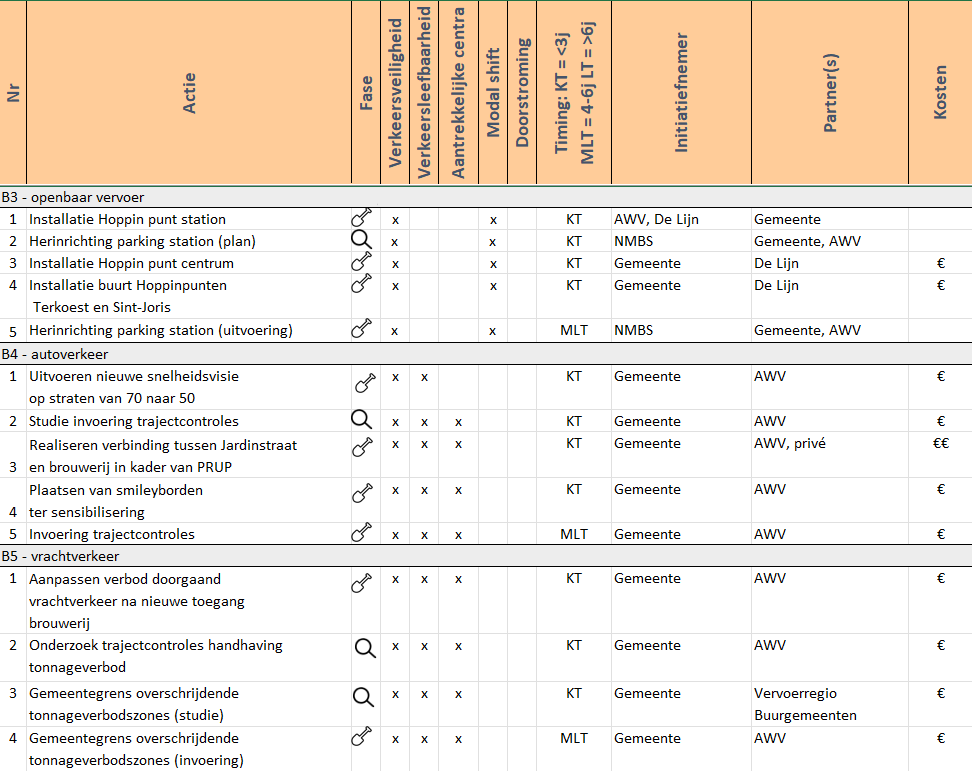 Nr
Actie
Fase
Verkeersveiligheid
Verkeersleefbaarheid
Aantrekkelijke centra
Modal shift
Doorstroming
Timing: KT = <3j
MLT = 4-6j LT = >6j
Initiatiefnemer
Partner(s)
Kosten
B3 - openbaar vervoer
1 Installatie Hoppin punt station x x KT AWV, De Lijn Gemeente
2 Herinrichting parking station (plan) x x KT NMBS Gemeente, AWV
3 Installatie Hoppin punt centrum x x KT Gemeente De Lijn €
4 Installatie buurt Hoppinpunten x x KT Gemeente De Lijn €
Terkoest en Sint-Joris
5 Herinrichting parking station (uitvoering) x x MLT NMBS Gemeente, AWV
B4 - autoverkeer
1 Uitvoeren nieuwe snelheidsvisie x x KT Gemeente AWV €
op straten van 70 naar 50
2 Studie invoering trajectcontroles x x x KT Gemeente AWV €
Realiseren verbinding tussen Jardinstraat x x x KT Gemeente AWV, privé €€
3 en brouwerij in kader van PRUP
Plaatsen van smileyborden x x x KT Gemeente AWV €
4 ter sensibilisering
5 Invoering trajectcontroles x x x MLT Gemeente AWV €
B5 - vrachtverkeer
1 Aanpassen verbod doorgaand x x x KT Gemeente AWV €
vrachtverkeer na nieuwe toegang
brouwerij
2 Onderzoek trajectcontroles handhaving x x x KT Gemeente AWV €
tonnageverbod
3 Gemeentegrens overschrijdende x x x KT Gemeente Vervoerregio €
tonnageverbodszones (studie) Buurgemeenten
4 Gemeentegrens overschrijdende x x x MLT Gemeente AWV €
tonnageverbodszones (invoering)